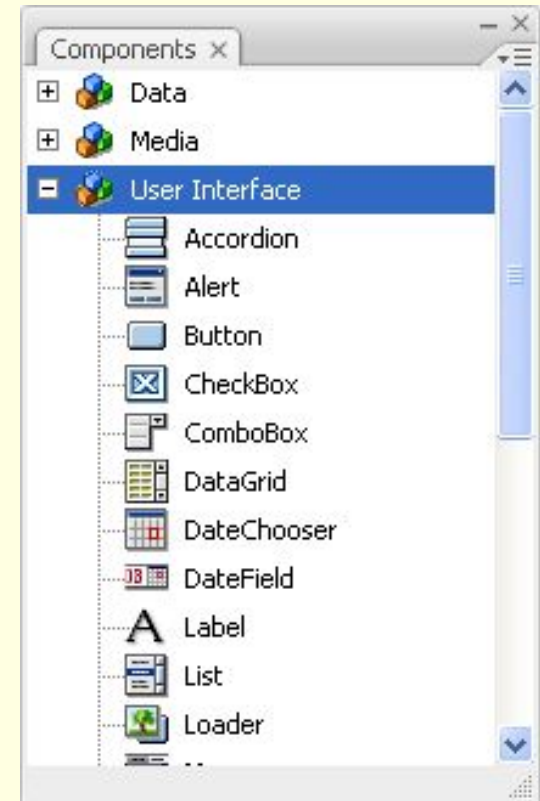 Components
Data
Media
User Interface
Accordion
Alert
Button
CheckBox
ComboBox
DataGrid
DateChooser
DateField
Label
List
Loader